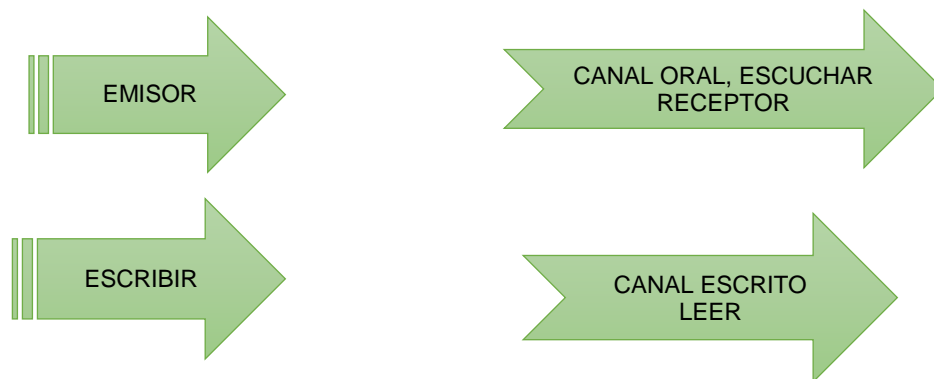 EMISOR
CANAL ORAL, ESCUCHAR
RECEPTOR
ESCRIBIR
CANAL ESCRITO
LEER